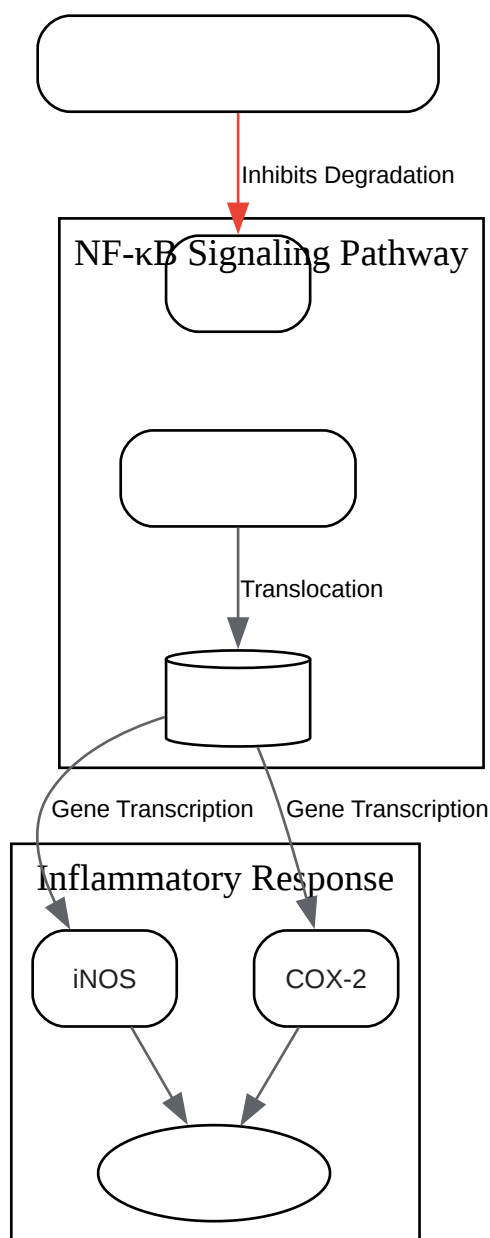 Inhibits Degradation
NF-κB Signaling Pathway
Translocation
Gene Transcription
Gene Transcription
Inflammatory Response
iNOS
COX-2